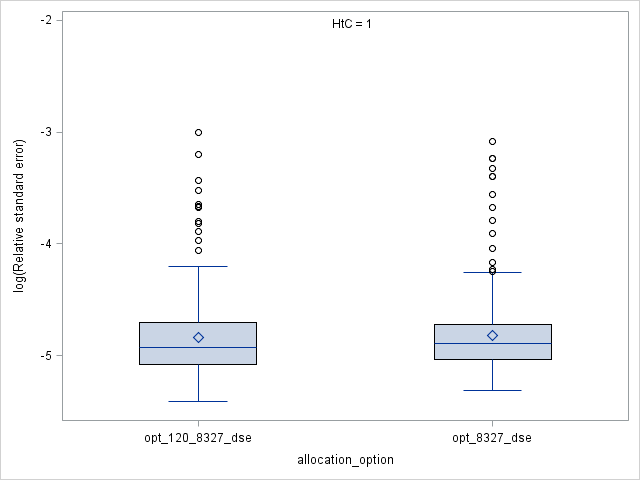 HtC = 1
-2
-3
-4
-5
log(Relative standard error)
opt_120_8327_dse
opt_8327_dse
allocation_option